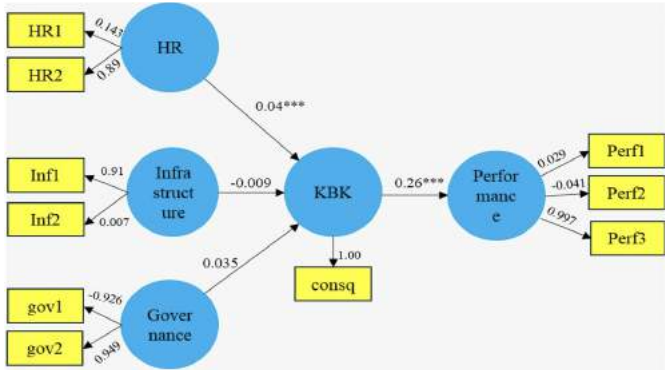 HR1
0.143
HR
HR2
0.89
0.04***
Inf1
0.91
Infra
struct
ure
-0.009
KBK
0.26***
Perfor
manc
e
0.029
Perf1
-0.041
Perf2
0.997
Perf3
Inf2
0.007
0.035
1.00
consq
gov1
-0.926
Gover
nance
gov2
0.949